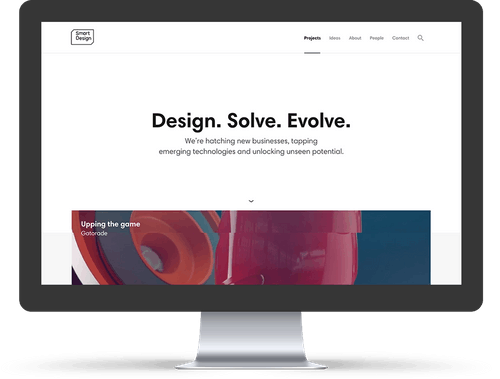 Smart
Design
Projects Ideas About People Contact
Design. Solve. Evolve.
We're hatching new businesses, tapping
emerging technologies and unlocking unseen potential.
Upping the game
Gatorade